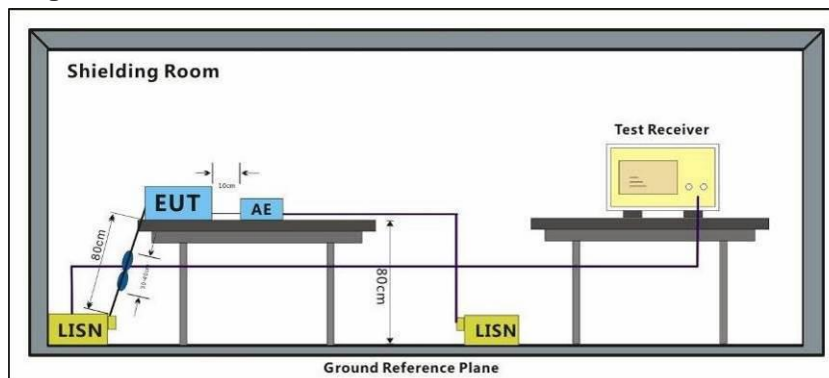 Shielding Room
Test Receiver
10cm
EUT
AE
80cm
80cm
LISN
LISN
Ground Reference Plane